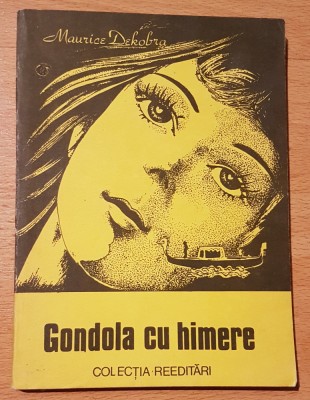 Maurice Dekobra
Gondola cu himere
COLECȚIA·REEDITĂRI